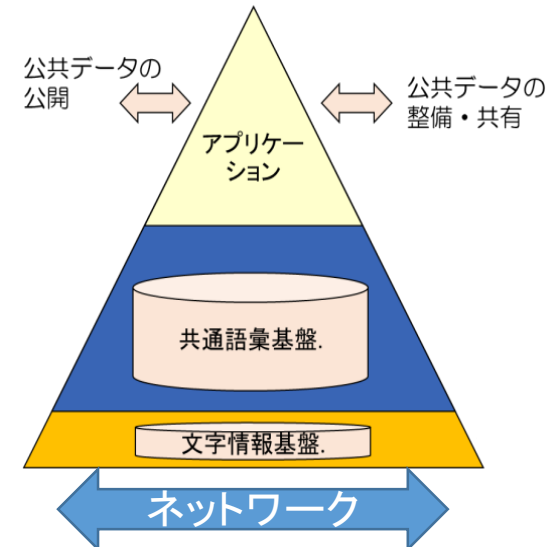 公共データの
公開
公共データの
整備・共有
アプリケー
ション
共通語彙基盤.
文字情報基盤.
ネットワーク